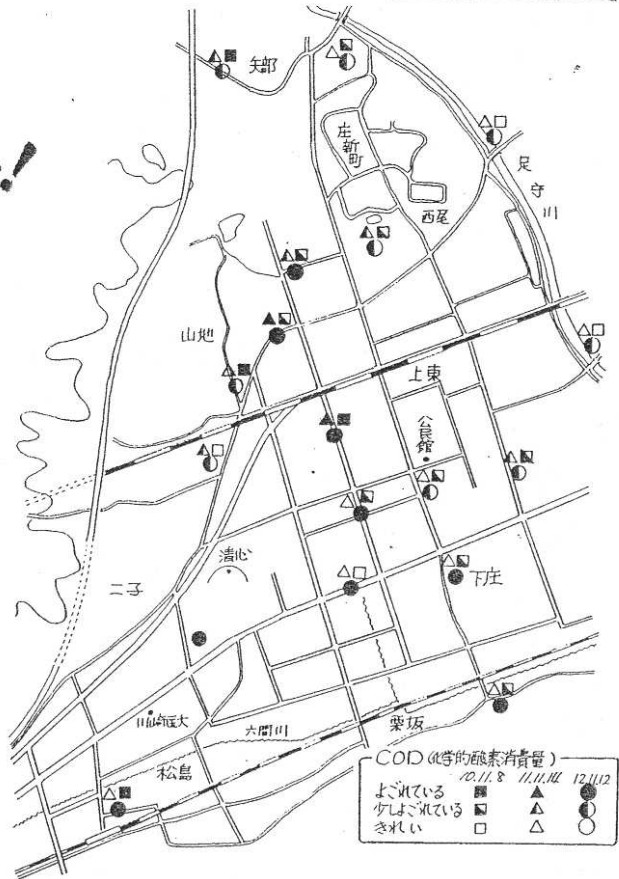 矢部
庄新町
足守川
西尾
山地
上東
公民館
清心
二子
下庄
川崎医大
六間川
栗坂
松島
COD(化学的酸素消費量)
10.11.8 11.11.14 12.11.12
よごれている
少しよごれている
きれい